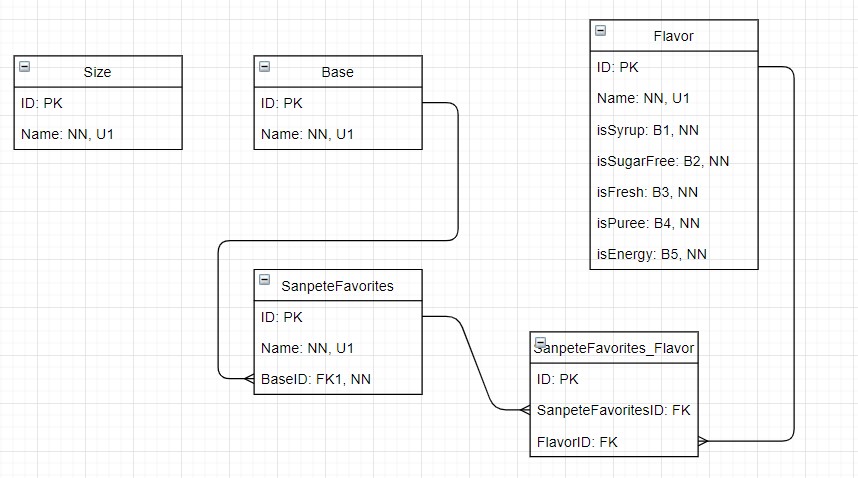 Size
ID: PK
Name: NN, U1
Base
ID: PK
Name: NN, U1
Flavor
ID: PK
Name: NN, U1
isSyrup: B1, NN
isSugarFree: B2, NN
isFresh: B3, NN
isPuree: B4, NN
isEnergy: B5, NN
SanpeteFavorites
ID: PK
Name: NN, U1
BaseID: FK1, NN
SanpeteFavorites_Flavor
ID: PK
SanpeteFavoritesID: FK
FlavorID: FK